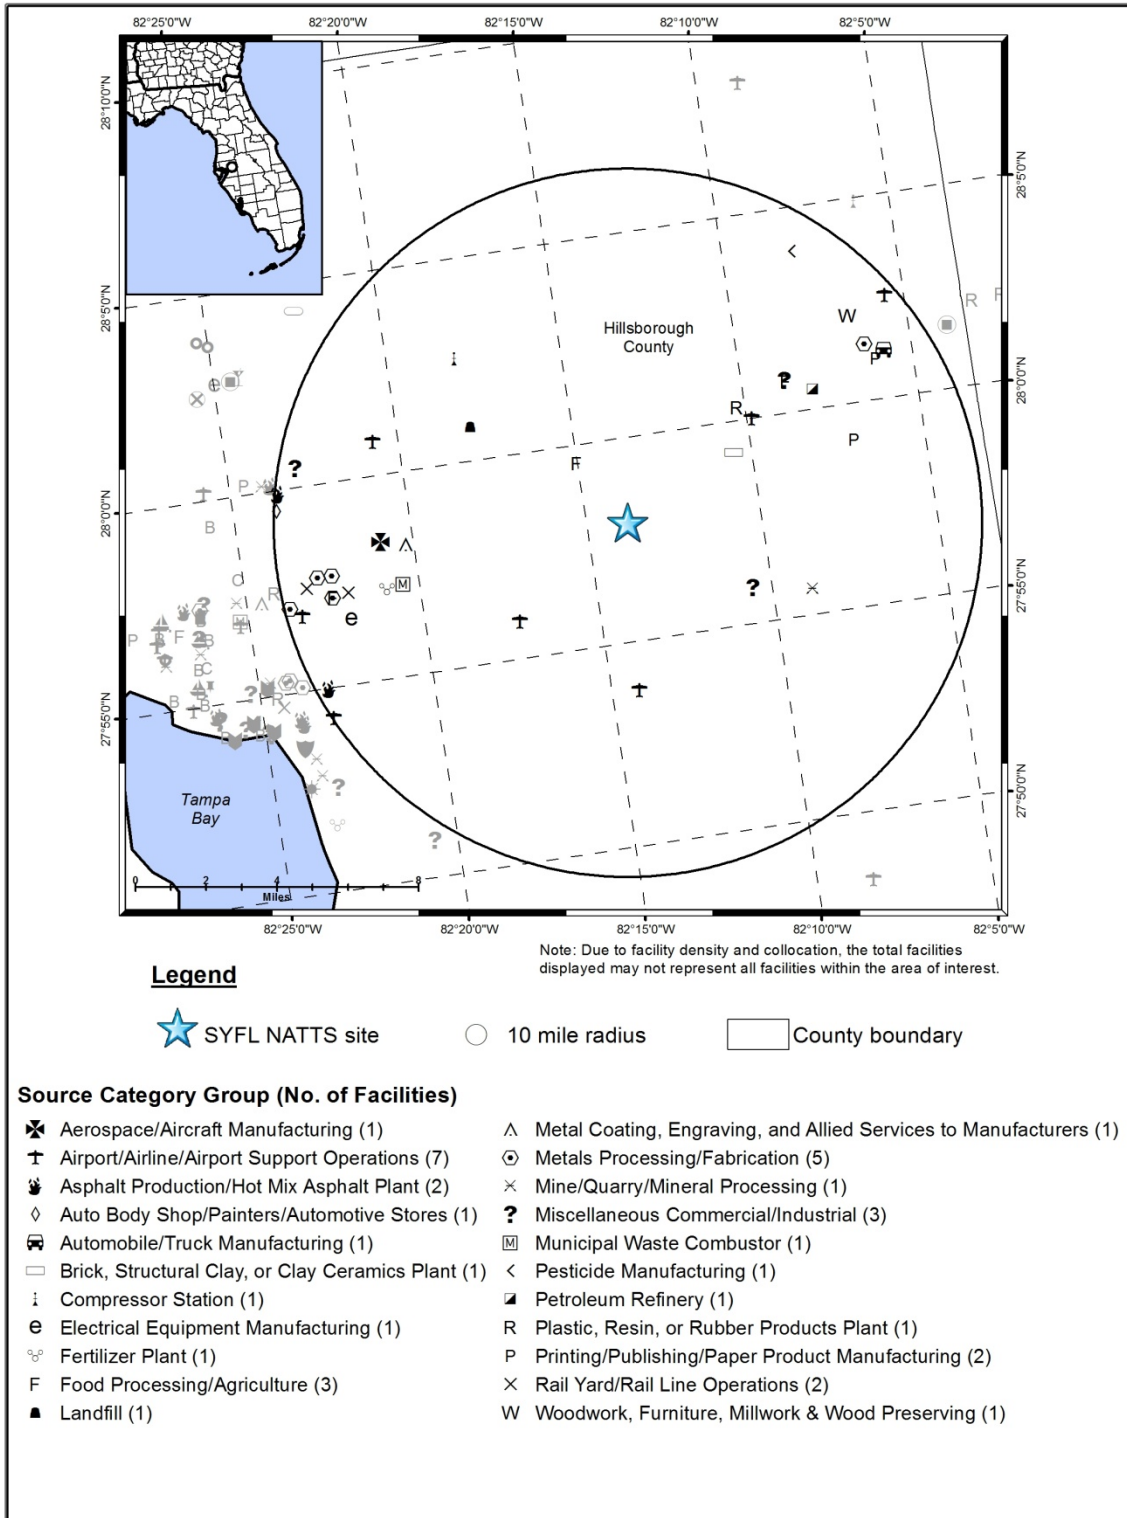 82°25'0"W 82°20'0"W 82°15'0"W 82°10'0"W 82°5'0"W
28°10'0"N
28°5'0"N
28°0'0"N
27°55'0"N
28°5'0"N
28°0'0"N
27°55'0"N
27°50'0"N
Hillsborough
County
Tampa
Bay
0 2 4 8
Miles
82°25'0"W 82°20'0"W 82°15'0"W 82°10'0"W 82°5'0"W
Note: Due to facility density and collocation, the total facilities
displayed may not represent all facilities within the area of interest.
Legend
SYFL NATTS site
10 mile radius
County boundary
Source Category Group (No. of Facilities)
Aerospace/Aircraft Manufacturing (1)
Airport/Airline/Airport Support Operations (7)
Asphalt Production/Hot Mix Asphalt Plant (2)
Auto Body Shop/Painters/Automotive Stores (1)
Automobile/Truck Manufacturing (1)
Brick, Structural Clay, or Clay Ceramics Plant (1)
Compressor Station (1)
e Electrical Equipment Manufacturing (1)
Fertilizer Plant (1)
F Food Processing/Agriculture (3)
Landfill (1)
Metal Coating, Engraving, and Allied Services to Manufacturers (1)
Metals Processing/Fabrication (5)
Mine/Quarry/Mineral Processing (1)
? Miscellaneous Commercial/Industrial (3)
M Municipal Waste Combustor (1)
Pesticide Manufacturing (1)
Petroleum Refinery (1)
R Plastic, Resin, or Rubber Products Plant (1)
P Printing/Publishing/Paper Product Manufacturing (2)
Rail Yard/Rail Line Operations (2)
W Woodwork, Furniture, Millwork & Wood Preserving (1)